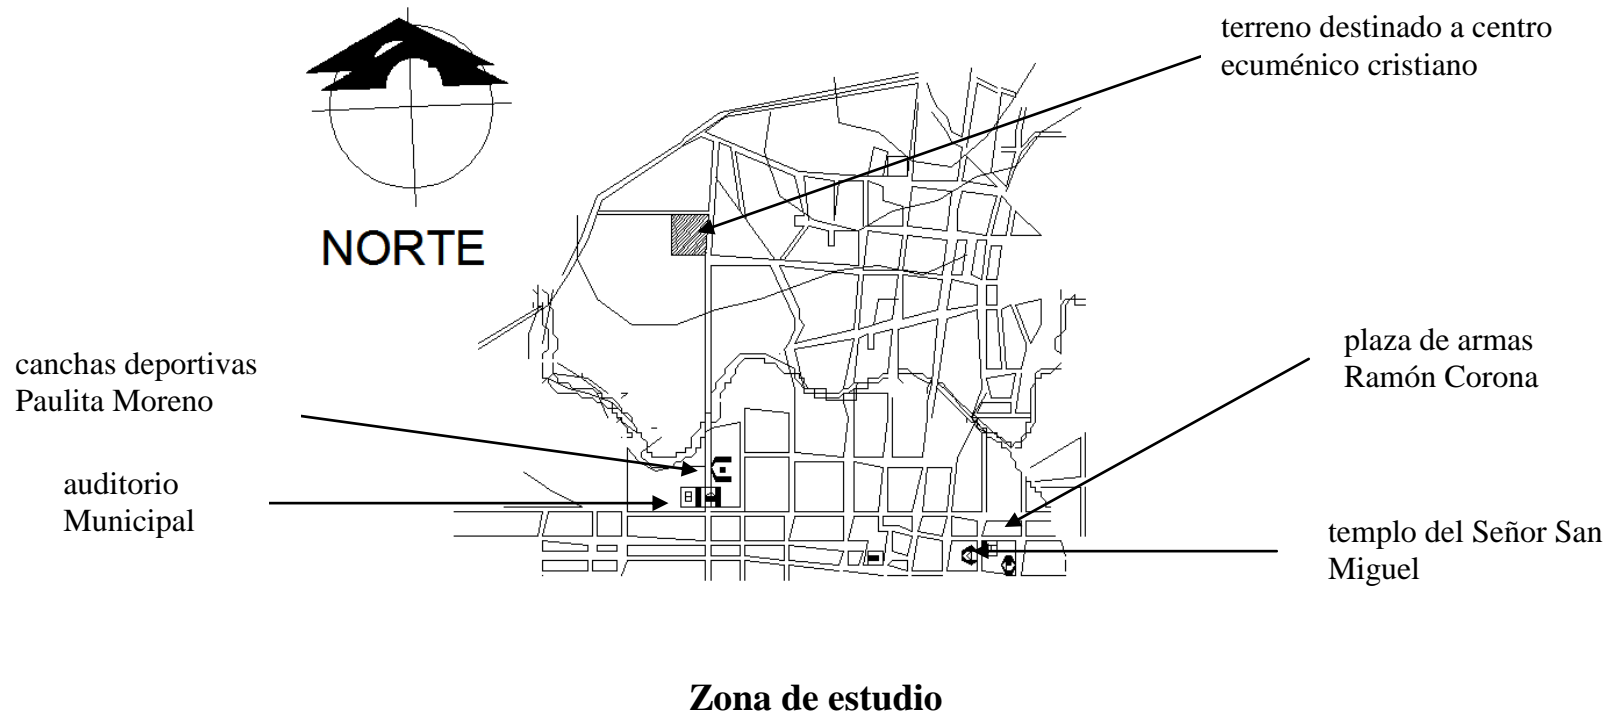 terreno destinado a centro
ecuménico cristiano
NORTE
canchas deportivas
Paulita Moreno
plaza de armas
Ramón Corona
auditorio
Municipal
templo del Señor San
Miguel
Zona de estudio